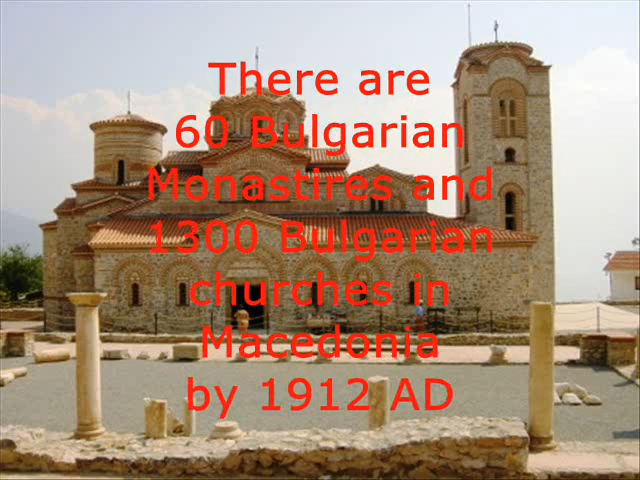 There are
60 Bulgarian
Monastires and
1300 Bulgarian
churches in
Macedonia
by 1912 AD